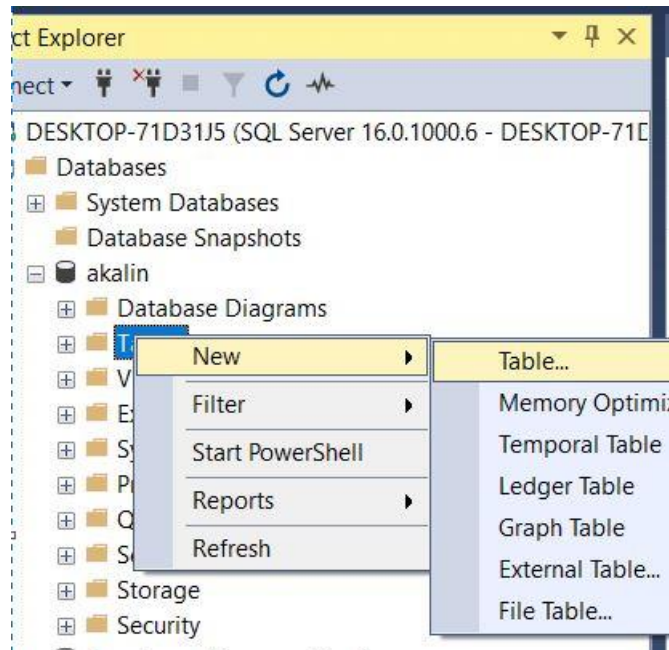 ct Explorer
nect
DESKTOP-71D31J5 (SQL Server 16.0.1000.6 - DESKTOP-71D
Databases
System Databases
Database Snapshots
akalin
Database Diagrams
T
V
E
Sy
P
Q
Se
Storage
Security
New
Filter
Start PowerShell
Reports
Refresh
Table...
Memory Optimiz
Temporal Table
Ledger Table
Graph Table
External Table...
File Table...